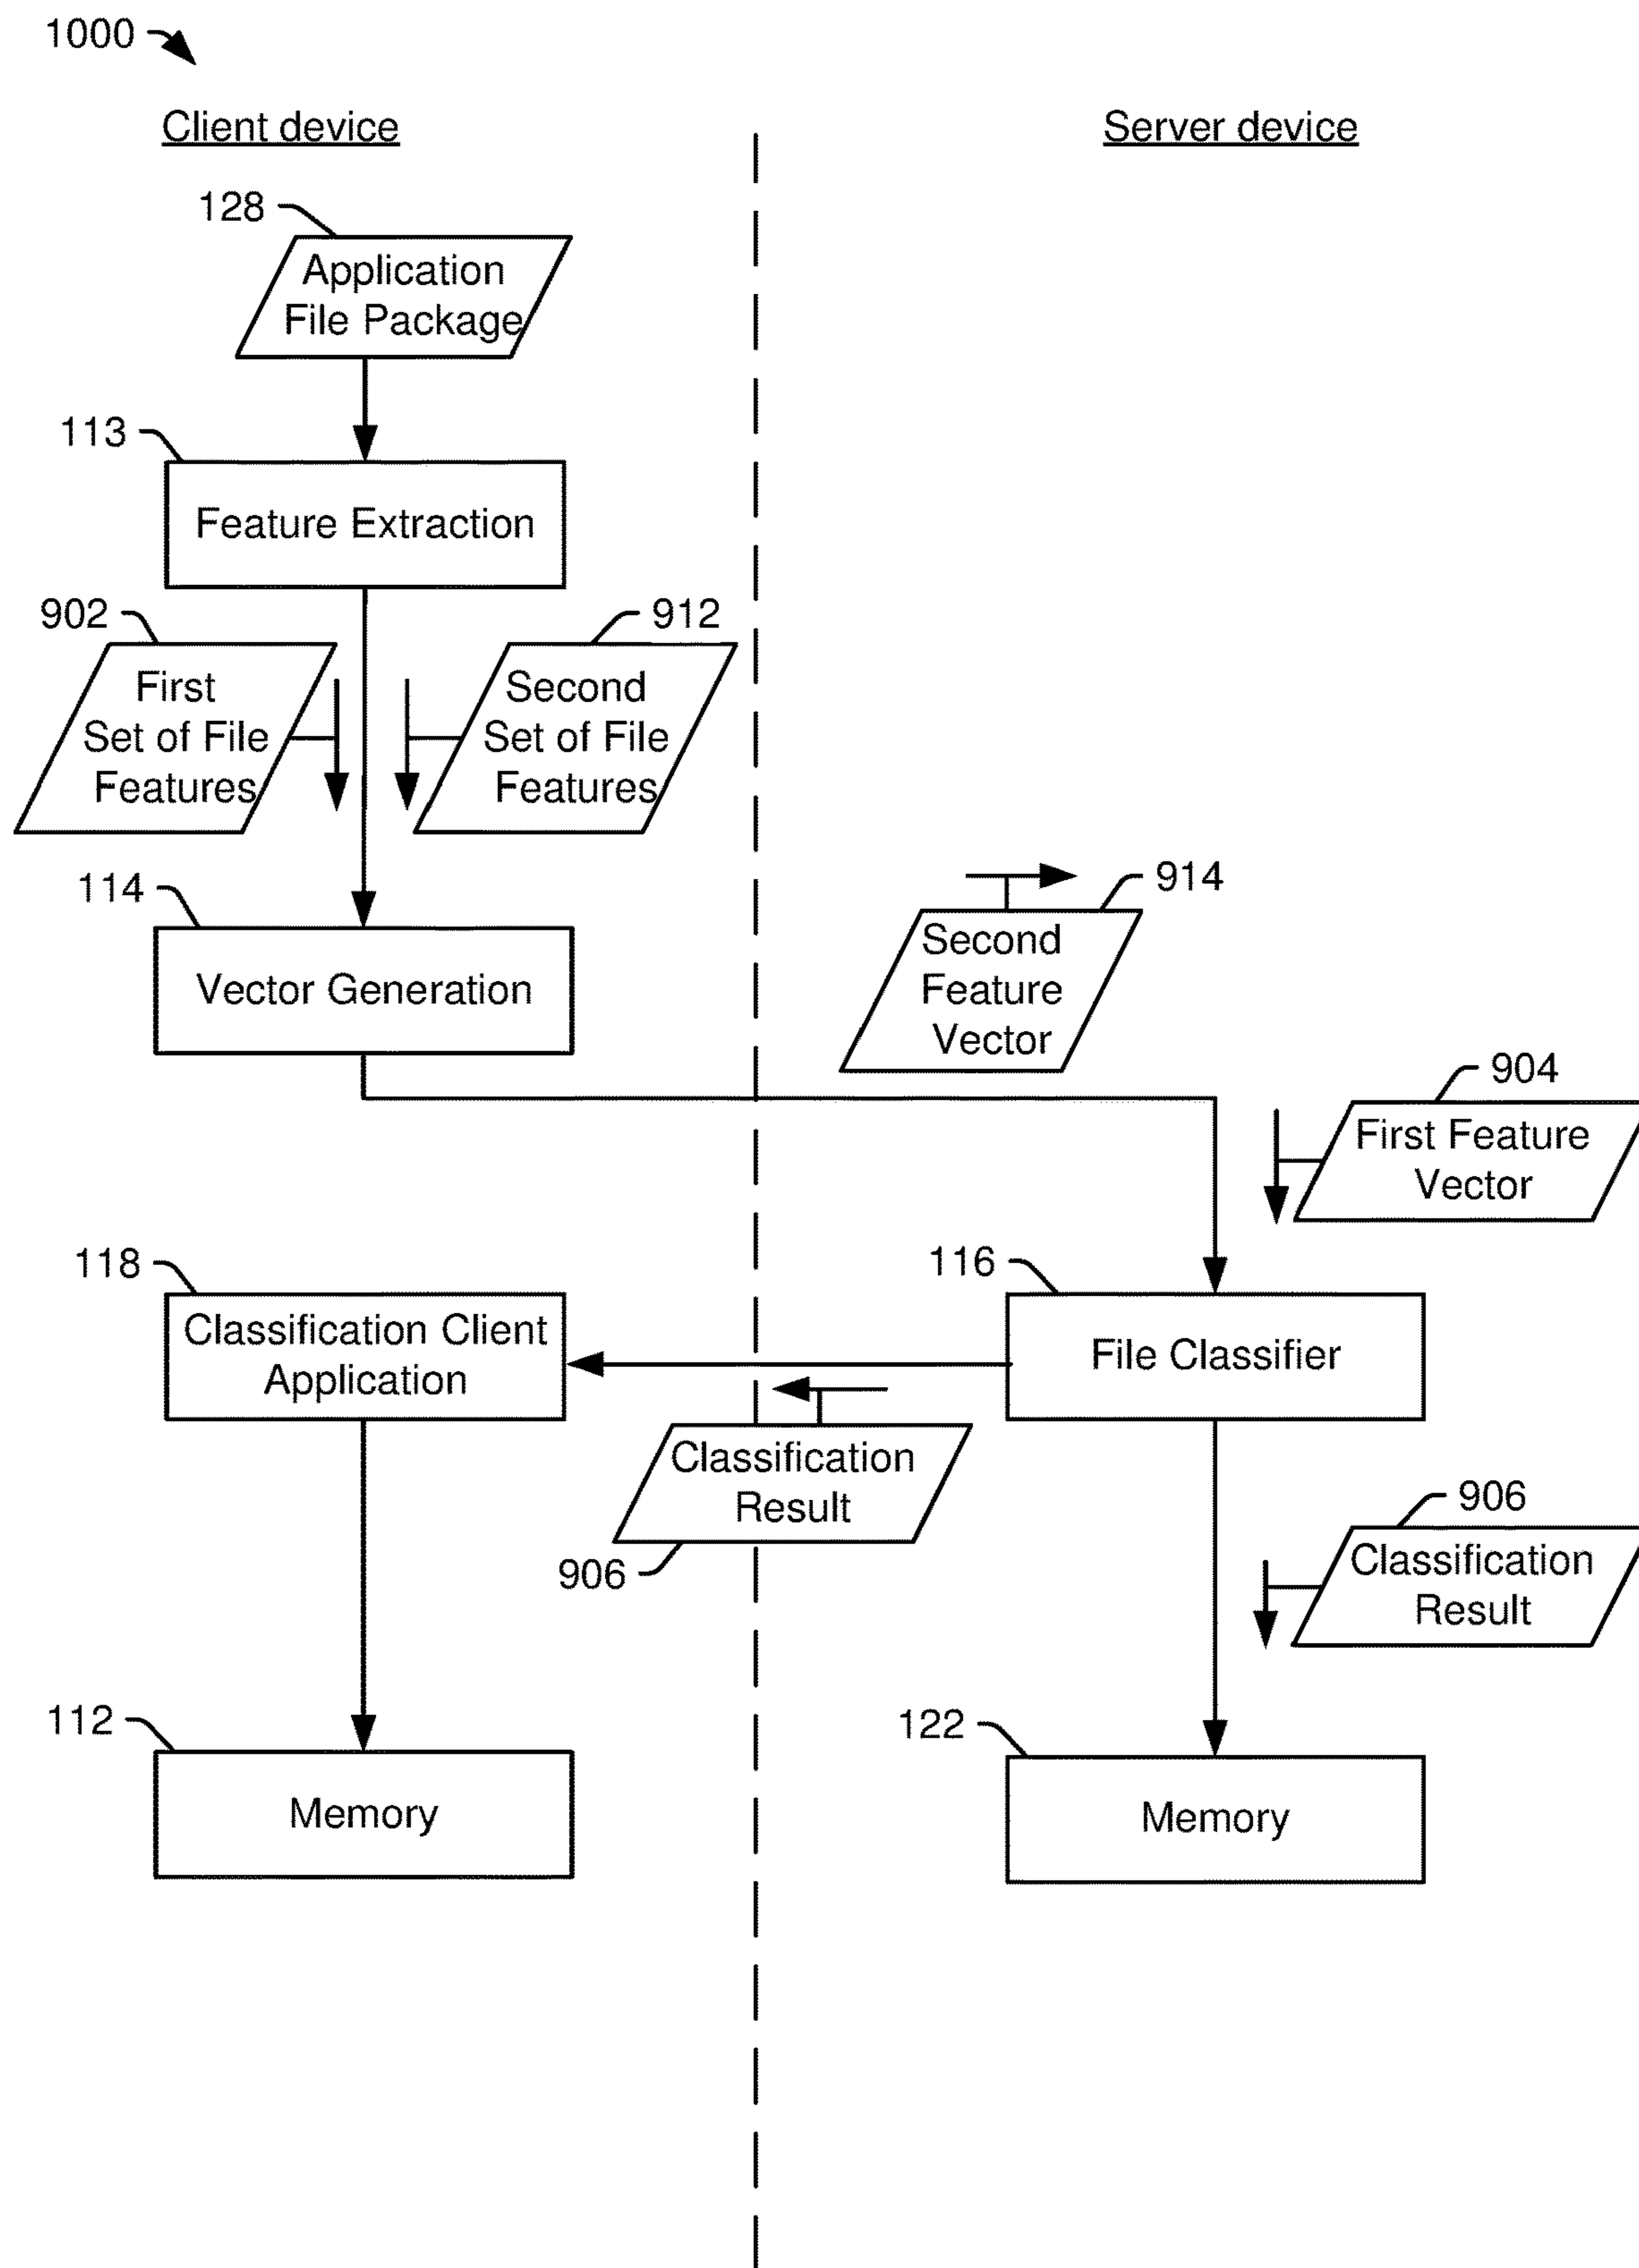 1000
Client device
Server device
128
Application
File Package
113
Feature Extraction
902
912
First
Set of File
Features
Second
Set of File
Features
114
Vector Generation
914
Second
Feature
Vector
904
First Feature
Vector
118
Classification Client
Application
116
File Classifier
Classification
Result
906
906
Classification
Result
112
Memory
122
Memory